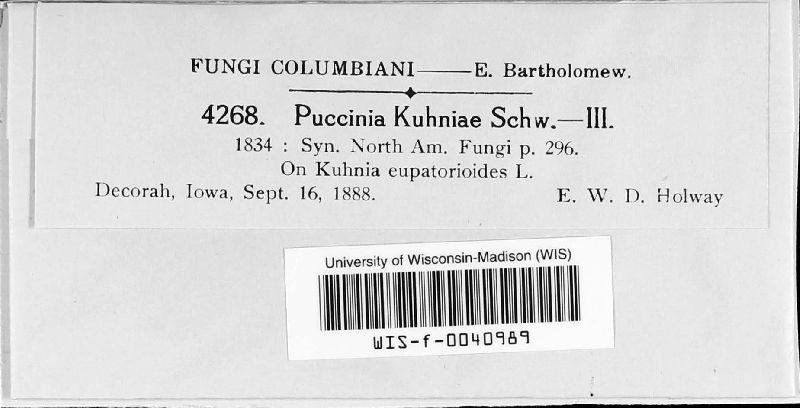 FUNGI COLUMBIANI——E. Bartholomew.
4268. Puccinia Kuhniae Schw.—III.
1834 : Syn. North Am. Fungi p. 296.
On Kuhnia eupatorioides L.
Decorah, Iowa, Sept. 16, 1888. E. W. D. Holway
University of Wisconsin-Madison (WIS)
WIS-f-0040989